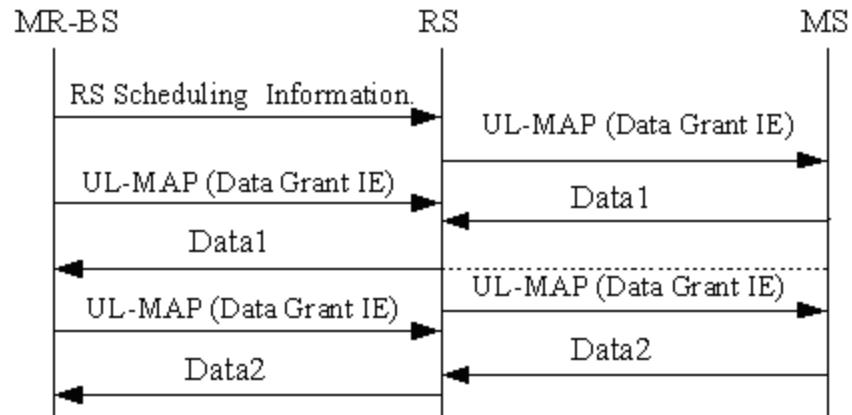 MR-BS RS MS
RS Scheduling Information.
UL-MAP (Data Grant IE)
UL-MAP (Data Grant IE)
Data1
Data1
UL-MAP (Data Grant IE)
UL-MAP (Data Grant IE)
Data2
Data2